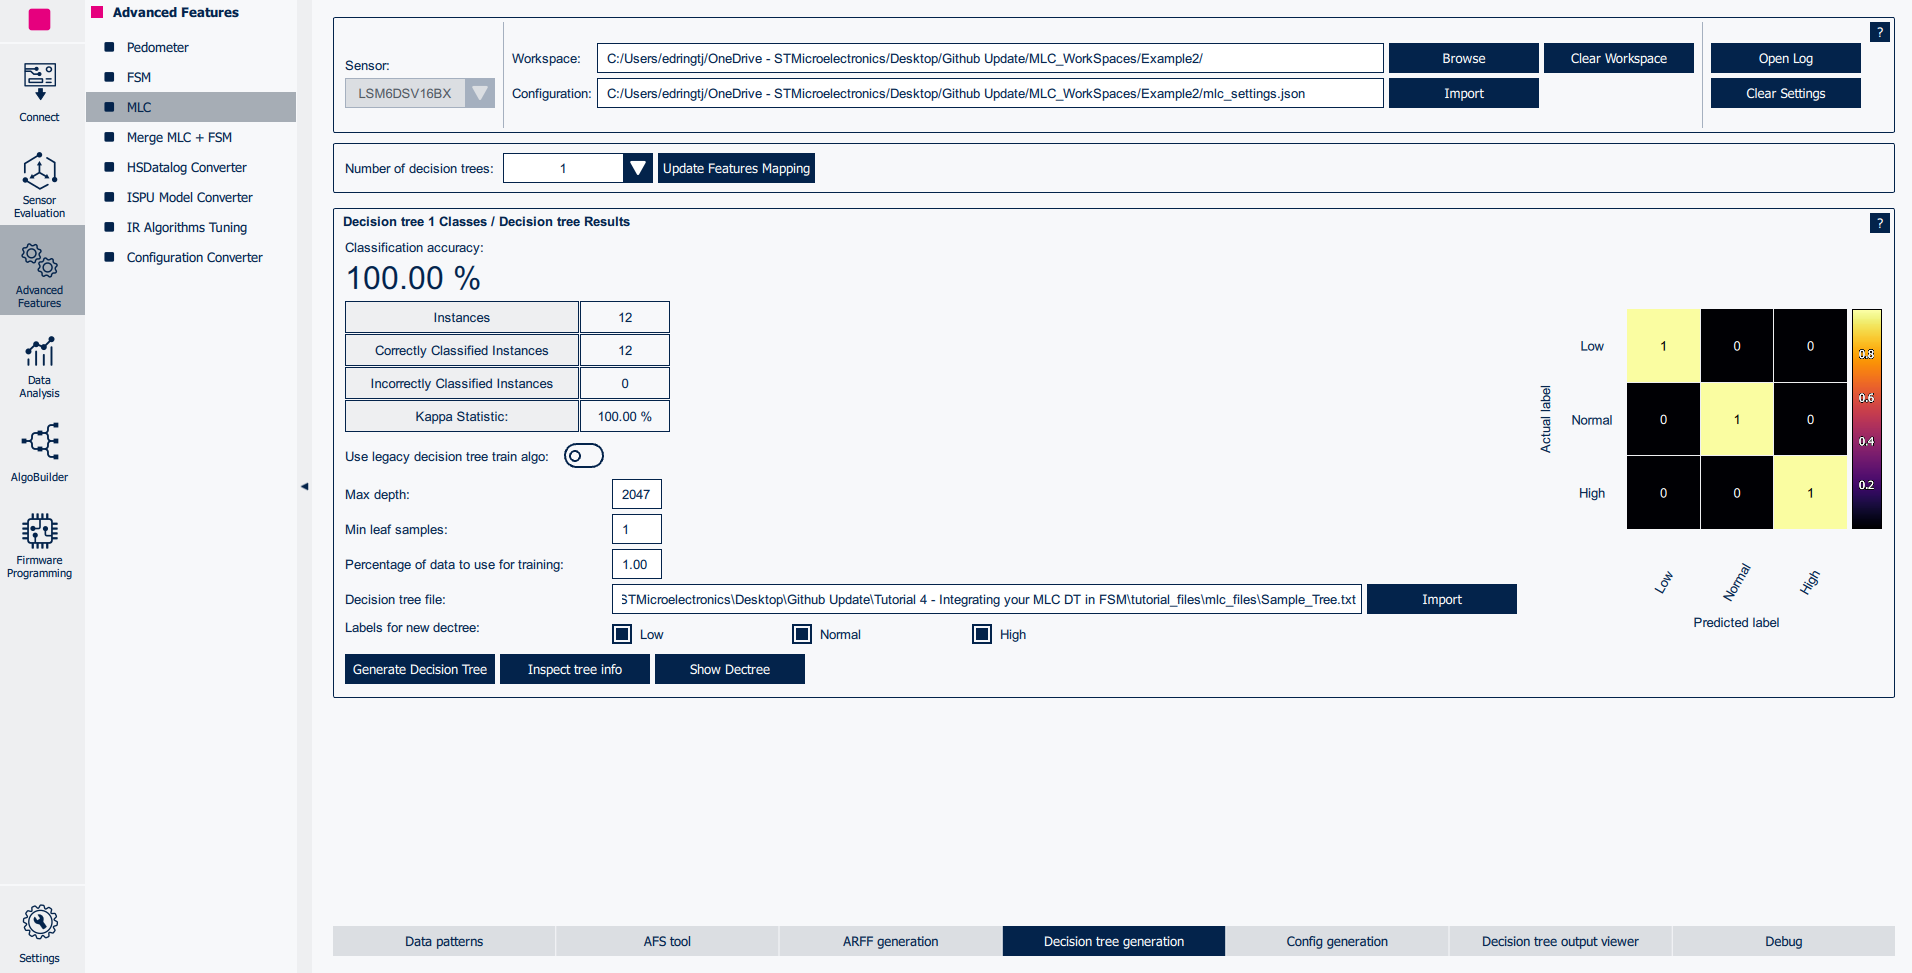 Advanced Features
Pedometer
FSM
MLC
Merge MLC + FSM
HSDatalog Converter
ISPU Model Converter
IR Algorithms Tuning
Configuration Converter
Connect
Sensor
Evaluation
Advanced
Features
Data
Analysis
AlgoBuilder
Firmware
Programming
Settings
?
Sensor:
LSM6DSV16BX
Workspace:
C:/Users/edringtj/OneDrive - STMicroelectronics/Desktop/Github Update/MLC_WorkSpaces/Example2/
Browse
Clear Workspace
Open Log
Configuration:
C:/Users/edringtj/OneDrive - STMicroelectronics/Desktop/Github Update/MLC_WorkSpaces/Example2/mlc_settings.json
Import
Clear Settings
Number of decision trees:
1
Update Features Mapping
Decision tree 1 Classes / Decision tree Results
?
Classification accuracy:
100.00 %
Instances 12
Correctly Classified Instances 12
Incorrectly Classified Instances 0
Kappa Statistic: 100.00 %
Use legacy decision tree train algo:
Max depth: 2047
Min leaf samples: 1
Percentage of data to use for training: 1.00
Decision tree file: STMicroelectronics\Desktop\Github Update\Tutorial 4 - Integrating your MLC DT in FSM\tutorial_files\mlc_files\Sample_Tree.txt
Import
Labels for new dectree:
Low Normal High
Generate Decision Tree
Inspect tree info
Show Dectree
Actual label
Low 1 0 0
Normal 0 1 0
High 0 0 1
0.8
0.6
0.4
0.2
Low Normal High
Predicted label
Data patterns
AFS tool
ARFF generation
Decision tree generation
Config generation
Decision tree output viewer
Debug